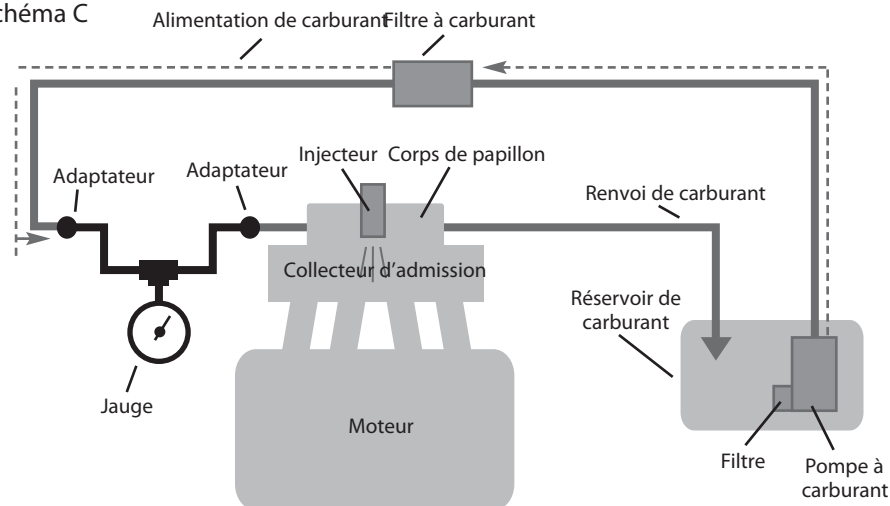 chéma C
Alimentation de carburant
Filtre à carburant
Injecteur
Corps de papillon
Adaptateur
Adaptateur
Renvoi de carburant
Collecteur d'admission
Réservoir de
carburant
Jauge
Moteur
Filtre
Pompe à
carburant